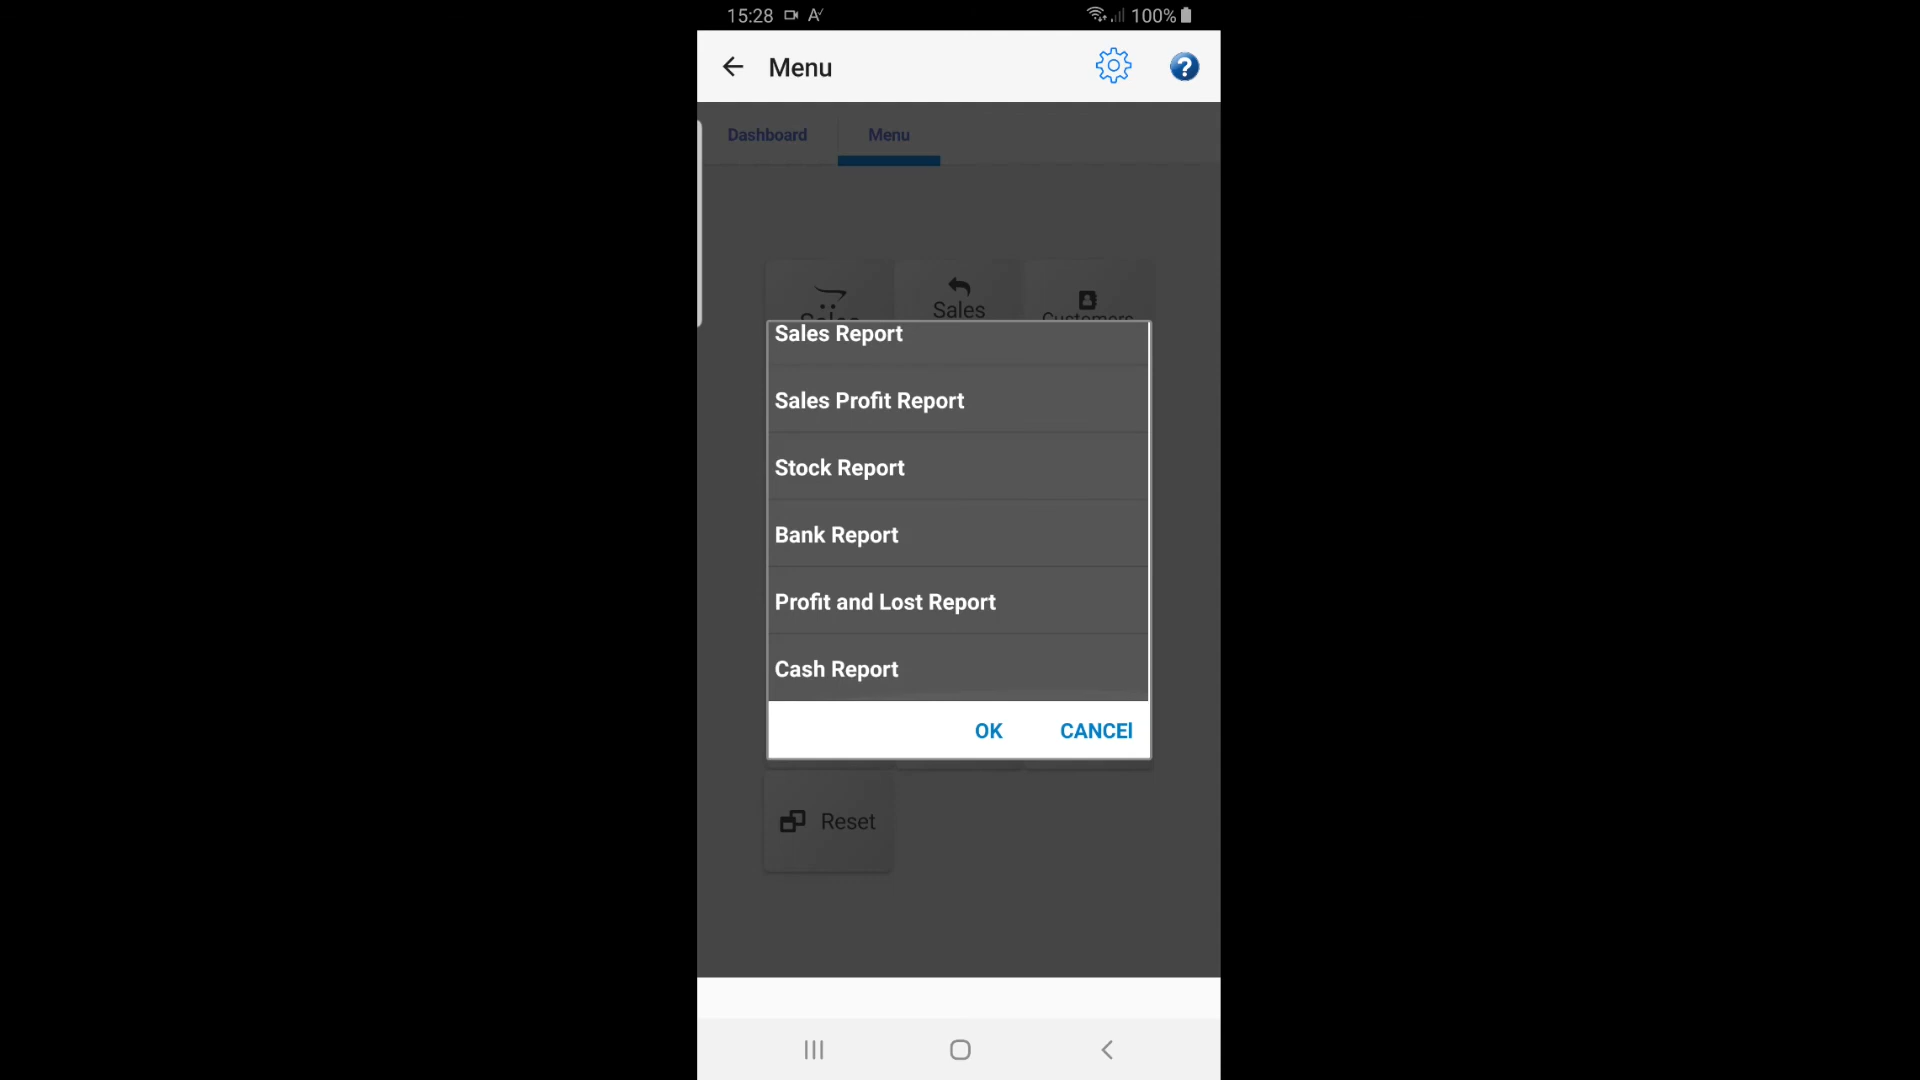 15:28
100%
Menu
?
Dashboard Menu
Sales Sales Customers
Sales Report
Sales Profit Report
Stock Report
Bank Report
Profit and Lost Report
Cash Report
OK CANCEl
Reset